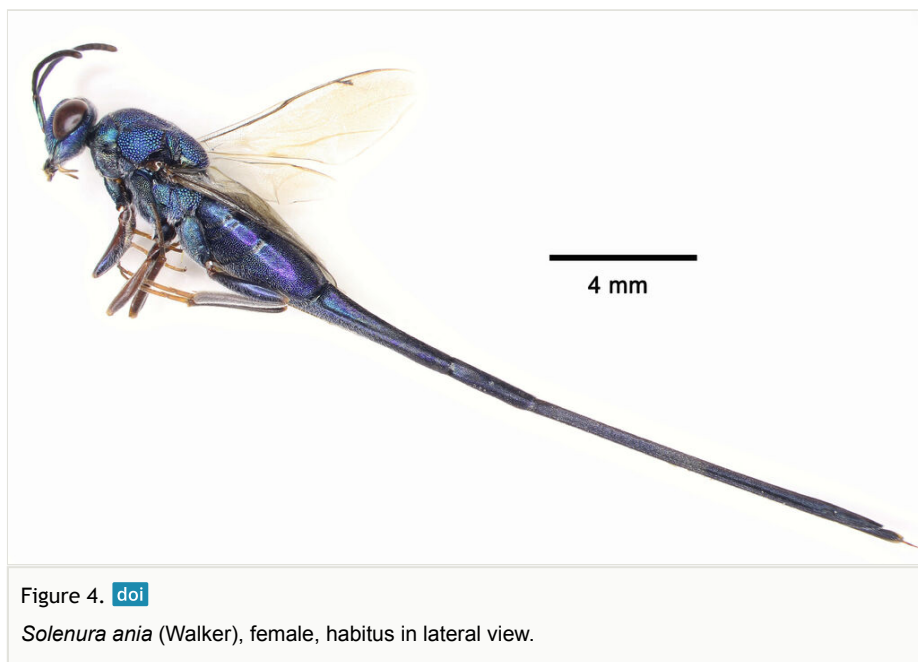 4 mm
Figure 4. doi
Solenura ania (Walker), female, habitus in lateral view.